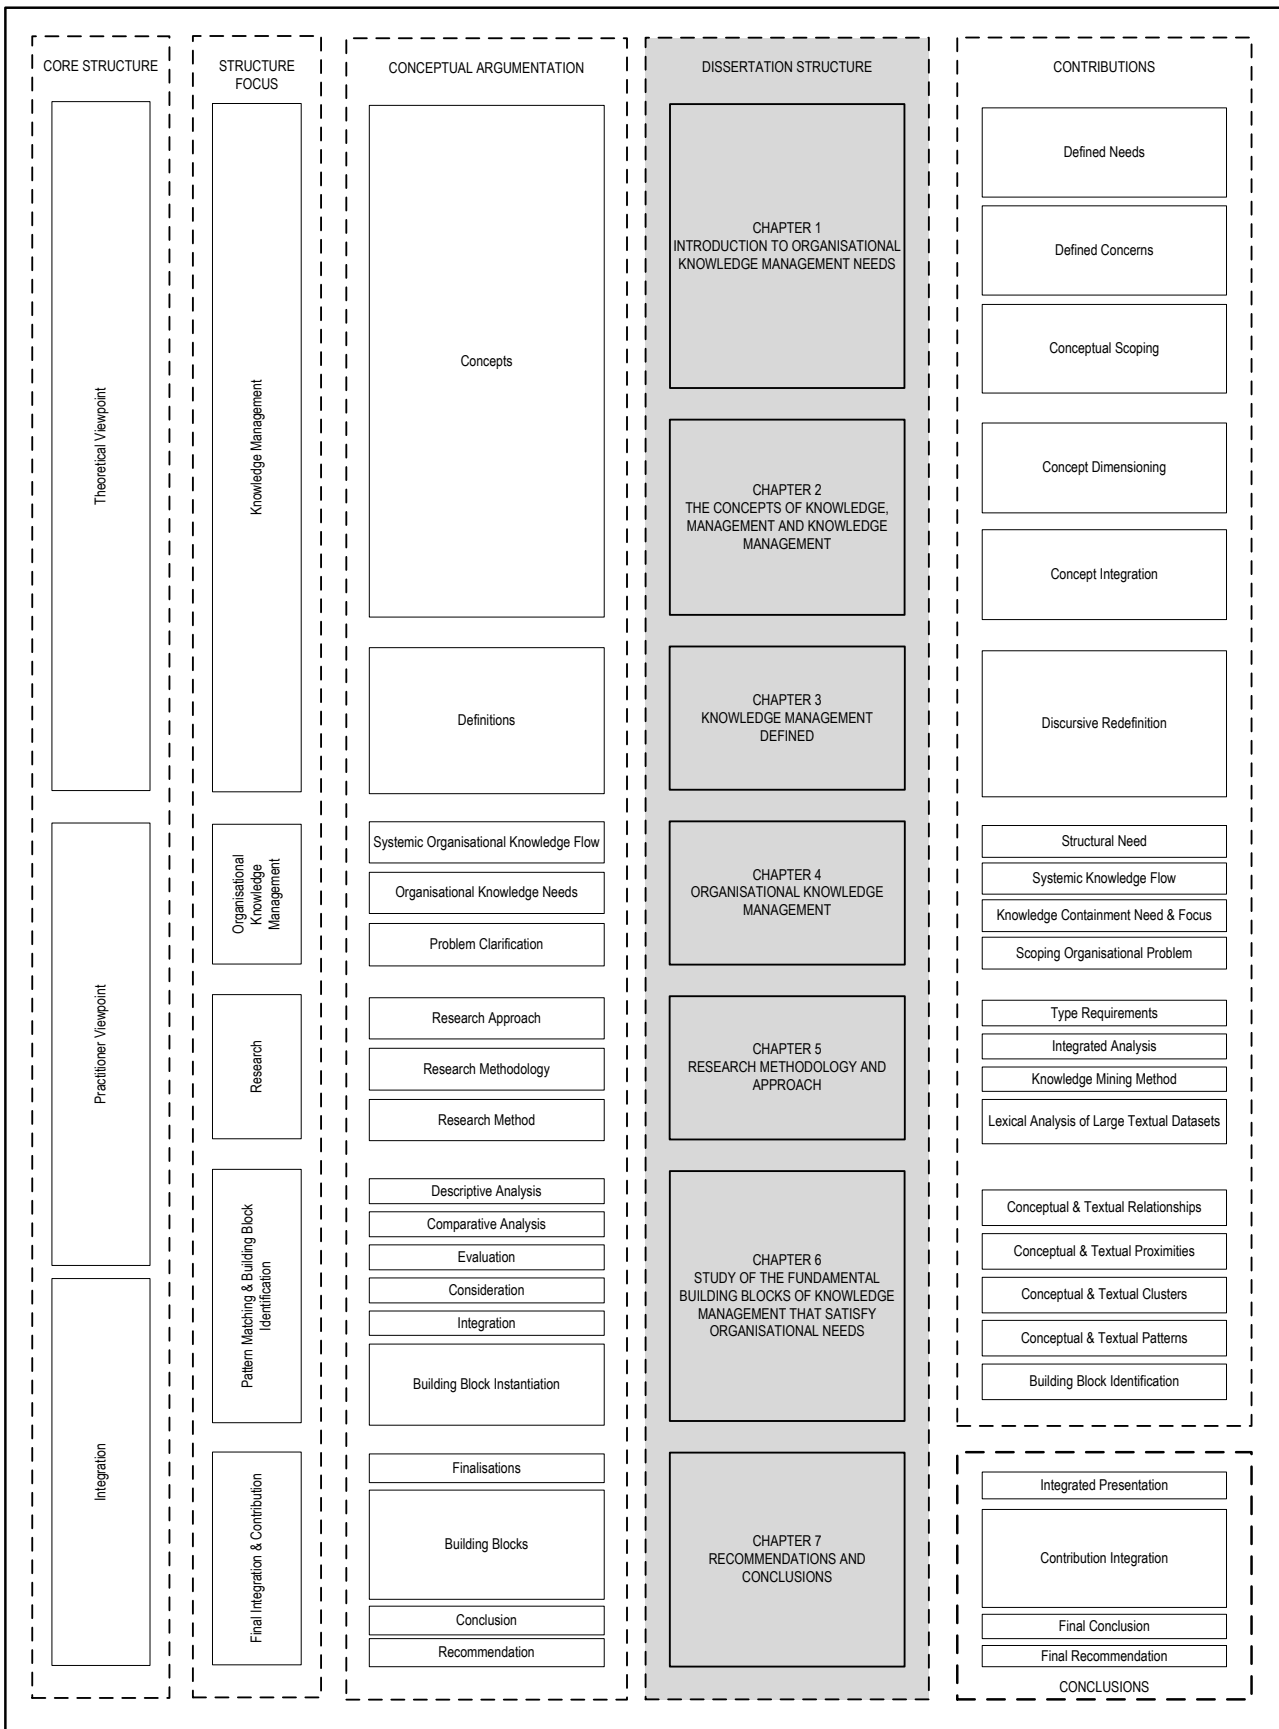 CORE STRUCTURE
Theoretical Viewpoint
Practitioner Viewpoint
Integration
STRUCTURE
FOCUS
Knowledge Management
Organisational
Knowledge
Management
Research
Pattern Matching & Building Block
Identification
Final Integration & Contribution
CONCEPTUAL ARGUMENTATION
Concepts
Definitions
Systemic Organisational Knowledge Flow
Organisational Knowledge Needs
Problem Clarification
Research Approach
Research Methodology
Research Method
Descriptive Analysis
Comparative Analysis
Evaluation
Consideration
Integration
Building Block Instantiation
Finalisations
Building Blocks
Conclusion
Recommendation
DISSERTATION STRUCTURE
CHAPTER 1
INTRODUCTION TO ORGANISATIONAL
KNOWLEDGE MANAGEMENT NEEDS
CHAPTER 2
THE CONCEPTS OF KNOWLEDGE,
MANAGEMENT AND KNOWLEDGE
MANAGEMENT
CHAPTER 3
KNOWLEDGE MANAGEMENT
DEFINED
CHAPTER 4
ORGANISATIONAL KNOWLEDGE
MANAGEMENT
CHAPTER 5
RESEARCH METHODOLOGY AND
APPROACH
CHAPTER 6
STUDY OF THE FUNDAMENTAL
BUILDING BLOCKS OF KNOWLEDGE
MANAGEMENT THAT SATISFY
ORGANISATIONAL NEEDS
CHAPTER 7
RECOMMENDATIONS AND
CONCLUSIONS
CONTRIBUTIONS
Defined Needs
Defined Concerns
Conceptual Scoping
Concept Dimensioning
Concept Integration
Discursive Redefinition
Structural Need
Systemic Knowledge Flow
Knowledge Containment Need & Focus
Scoping Organisational Problem
Type Requirements
Integrated Analysis
Knowledge Mining Method
Lexical Analysis of Large Textual Datasets
Conceptual & Textual Relationships
Conceptual & Textual Proximities
Conceptual & Textual Clusters
Conceptual & Textual Patterns
Building Block Identification
Integrated Presentation
Contribution Integration
Final Conclusion
Final Recommendation
CONCLUSIONS